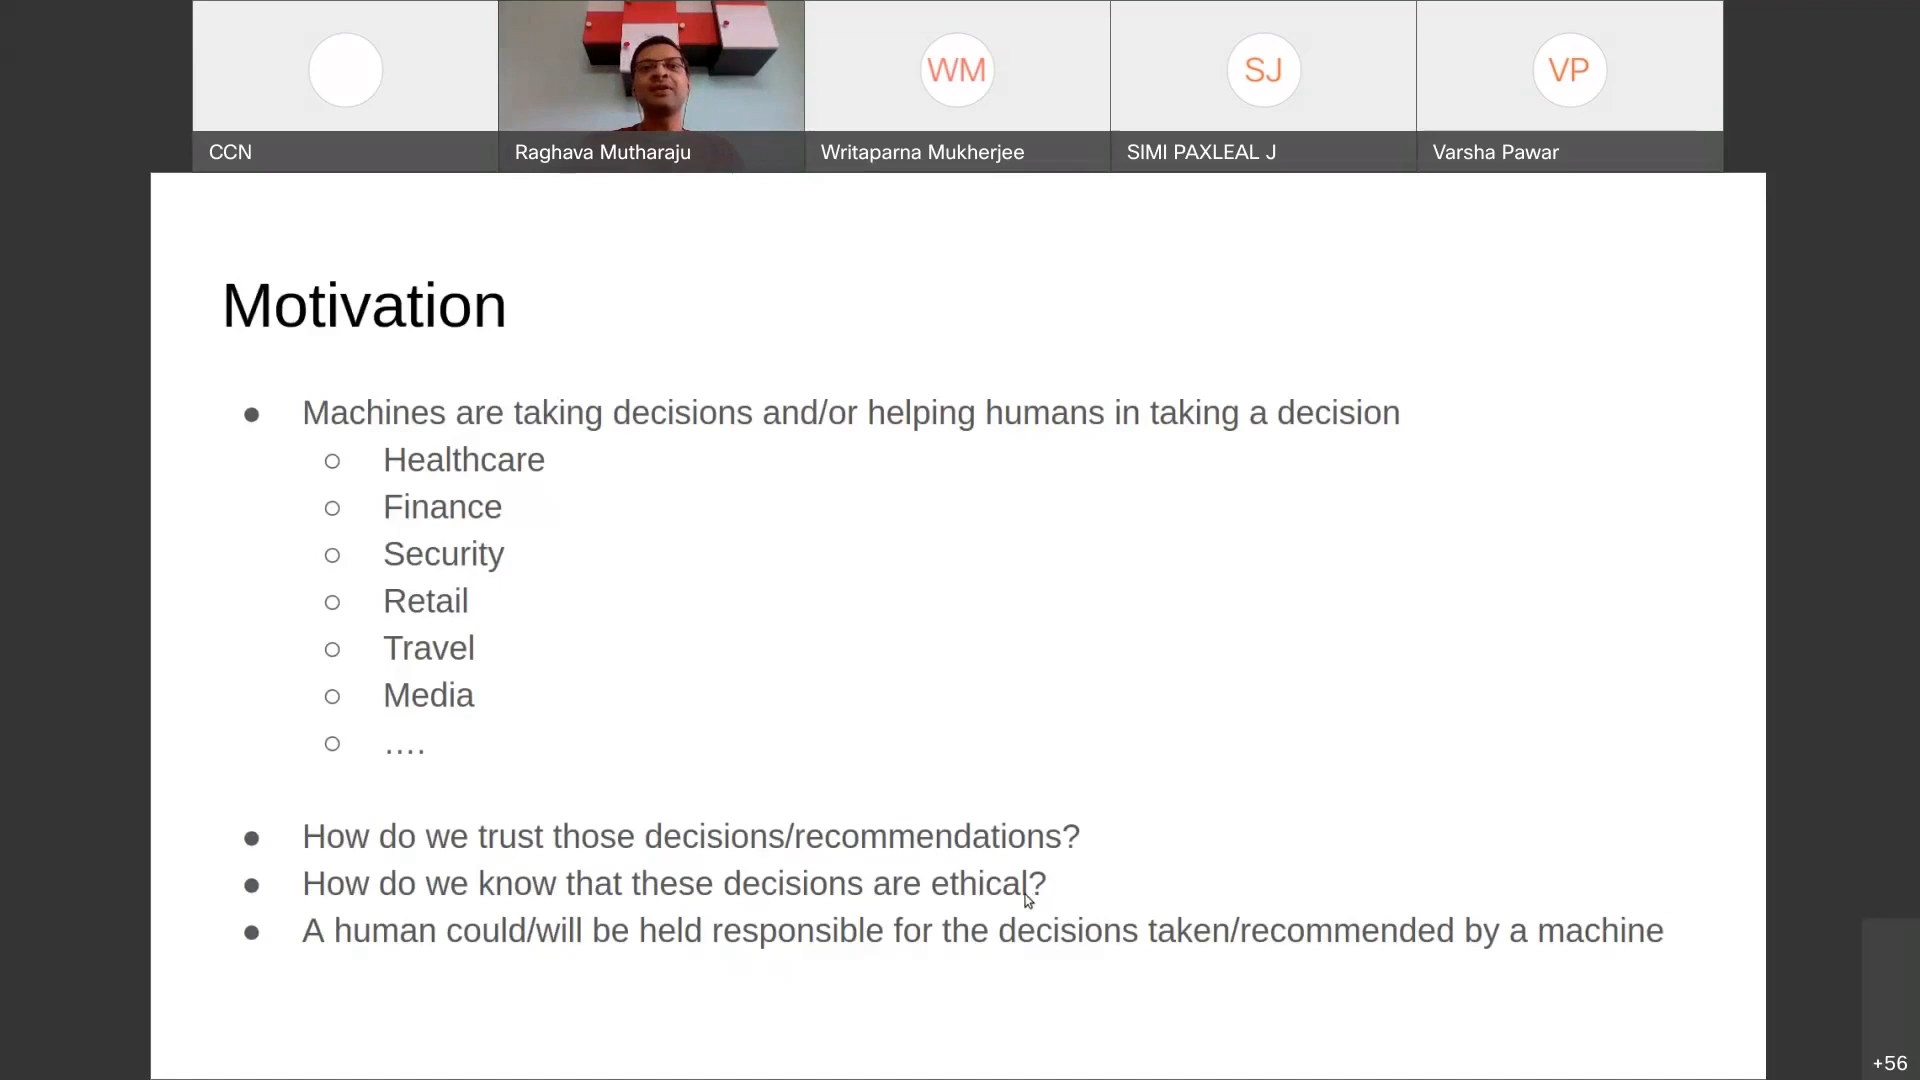 WM
SJ
VP
CCN
Raghava Mutharaju
Writaparna Mukherjee
SIMI PAXLEAL J
Varsha Pawar
Motivation
● Machines are taking decisions and/or helping humans in taking a decision
○ Healthcare
○ Finance
○ Security
○ Retail
○ Travel
○ Media
○ ….
● How do we trust those decisions/recommendations?
● How do we know that these decisions are ethical?
● A human could/will be held responsible for the decisions taken/recommended by a machine
+56